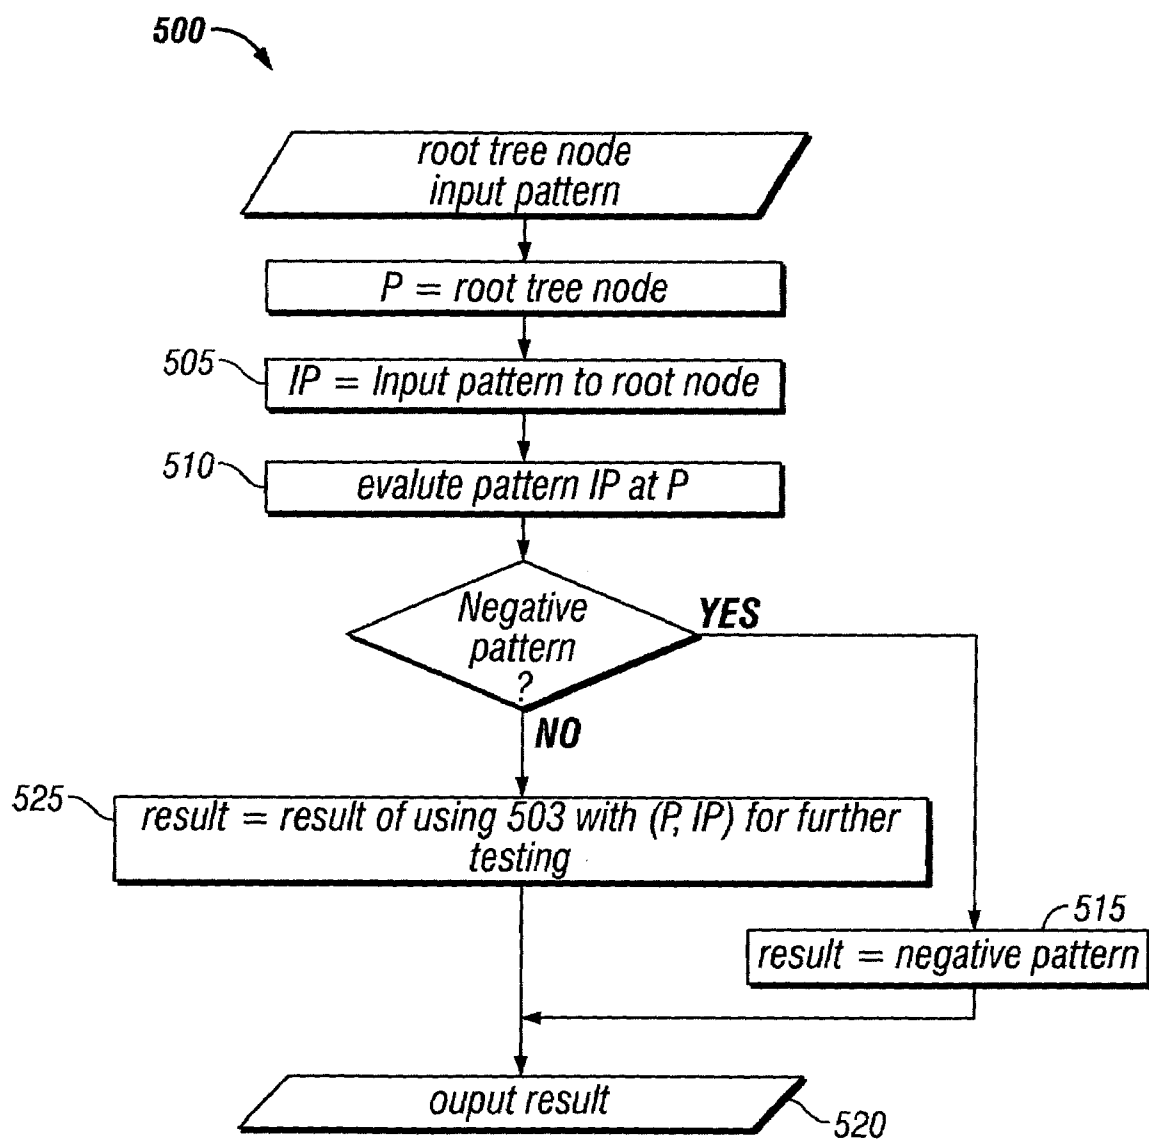 500
root tree node
input pattern
P = root tree node
505
IP = Input pattern to root node
510
evalute pattern IP at P
Negative
pattern
?
YES
NO
525
result = result of using 503 with (P, IP) for further
testing
515
result = negative pattern
ouput result
520